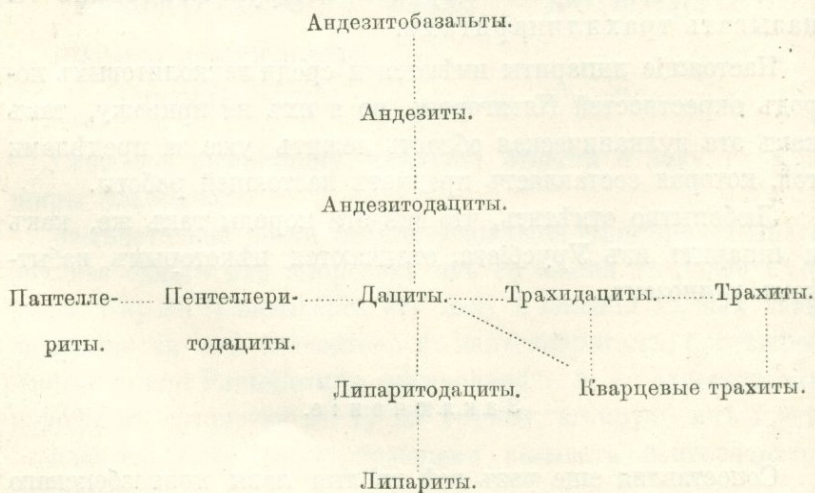 Андезитобазальты.
Андезиты.
Андезитодациты.
Пантелле- Пентеллери- Дациты. Трахидациты. Трахиты.
риты. тодациты.
Липаритодациты. Кварцевые трахиты.
Липариты.